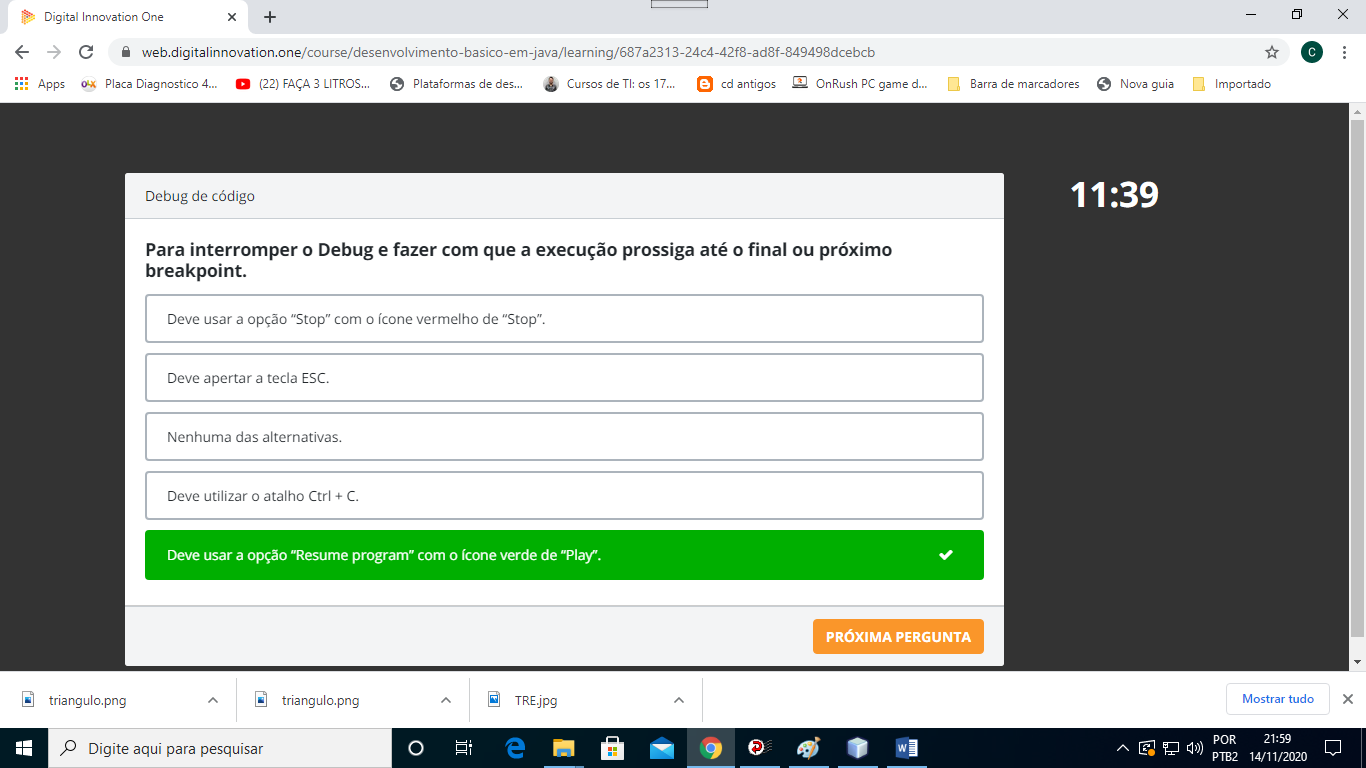 Digital Innovation One
web.digitalinnovation.one/course/desenvolvimento-basico-em-java/learning/687a2313-24c4-42f8-ad8f-849498dcebcb
C
Apps
Placa Diagnostico 4...
(22) FAÇA 3 LITROS...
Plataformas de des...
Cursos de TI: os 17...
cd antigos
OnRush PC game d...
Barra de marcadores
Nova guia
Importado
Debug de código
11:39
Para interromper o Debug e fazer com que a execução prossiga até o final ou próximo
breakpoint.
Deve usar a opção “Stop” com o ícone vermelho de “Stop”.
Deve apertar a tecla ESC.
Nenhuma das alternativas.
Deve utilizar o atalho Ctrl + C.
Deve usar a opção “Resume program” com o ícone verde de “Play”.
PRÓXIMA PERGUNTA
triangulo.png
triangulo.png
TRE.jpg
Mostrar tudo
Digite aqui para pesquisar
POR
PTB2
21:59
14/11/2020